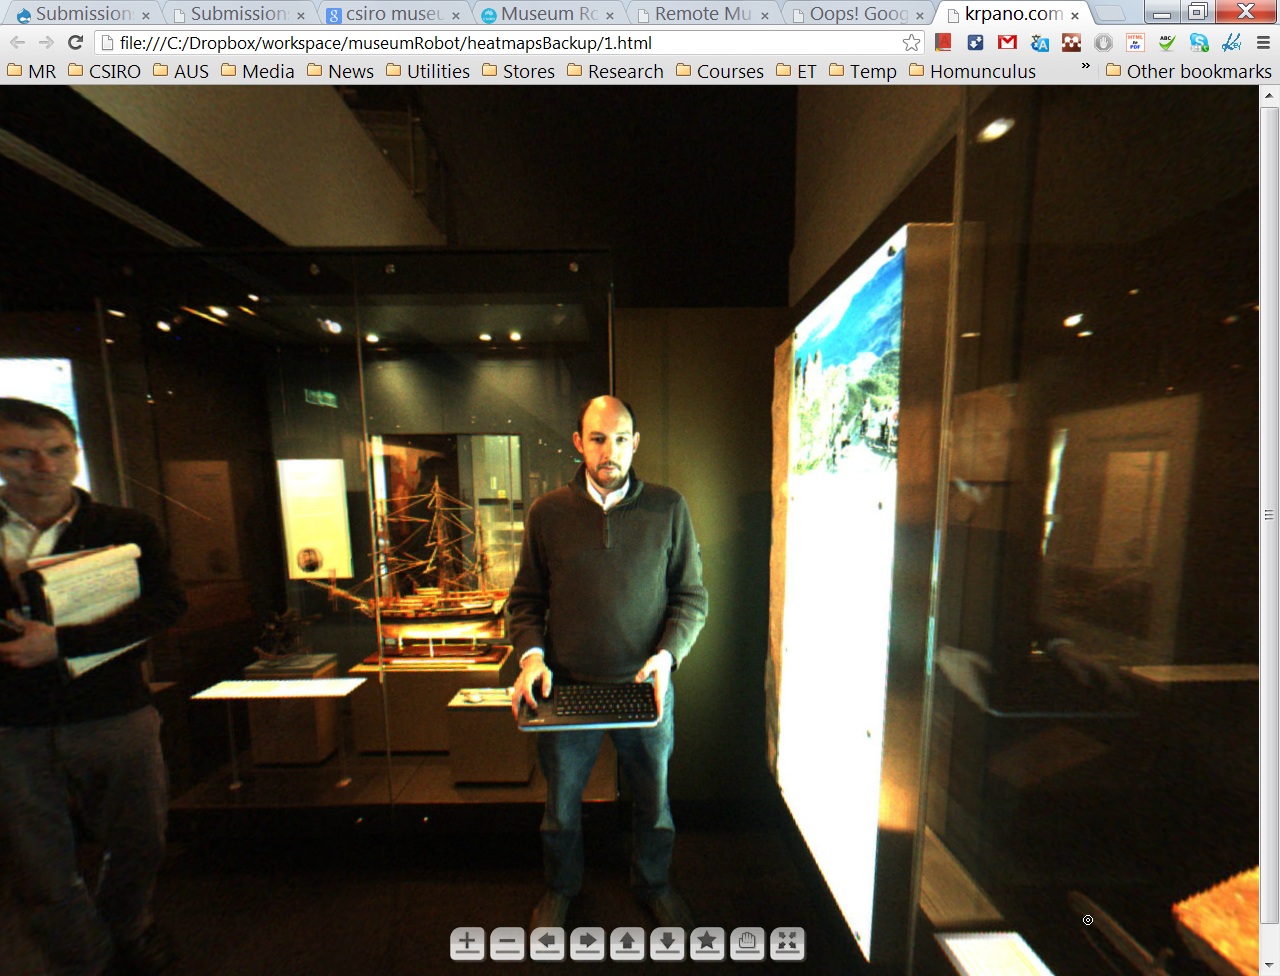 Submission
Submission
csiro museu
Museum Ro
Remote Mu
Oops! Goog
krpano.com
file:///C:/Dropbox/workspace/museumRobot/heatmapsBackup/1.html
MR CSIRO AUS Media News Utilities Stores Research Courses ET Temp Homunculus » Other bookmarks